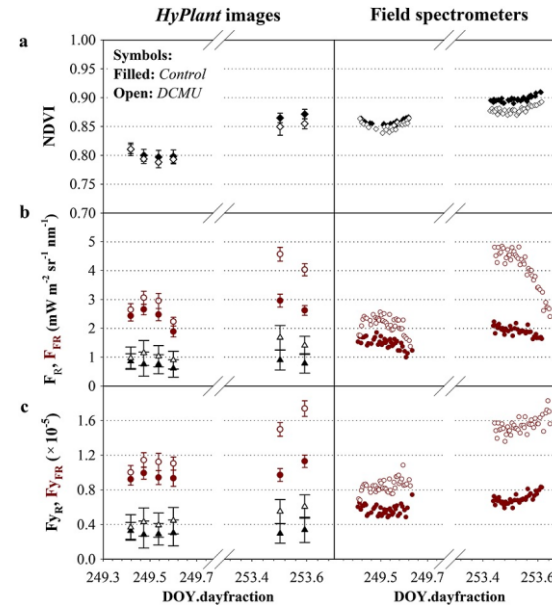 HyPlant images
Field spectrometers
a
Symbols:
Filled: Control
Open: DCMU
NDVI
1.00
0.95
0.90
0.85
0.80
0.75
0.70
b
F_R, F_FR (mW m⁻² sr⁻¹ nm⁻¹)
5
4
3
2
1
0
c
Fy_R, Fy_FR (× 10⁻⁵)
1.6
1.2
0.8
0.4
0.0
249.3 249.5 249.7 253.4 253.6
249.5 249.7 253.4 253.6
DOY.dayfraction
DOY.dayfraction